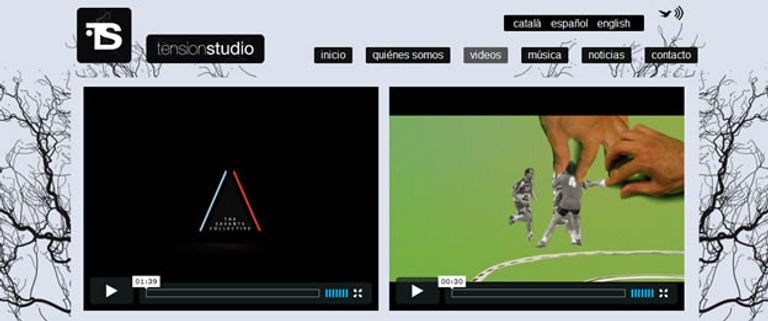 TS
tensionstudio
català español english
inicio quiénes somos videos música noticias contacto
THE
SAVANTS
COLLECTIVE
01:39
4
00:30